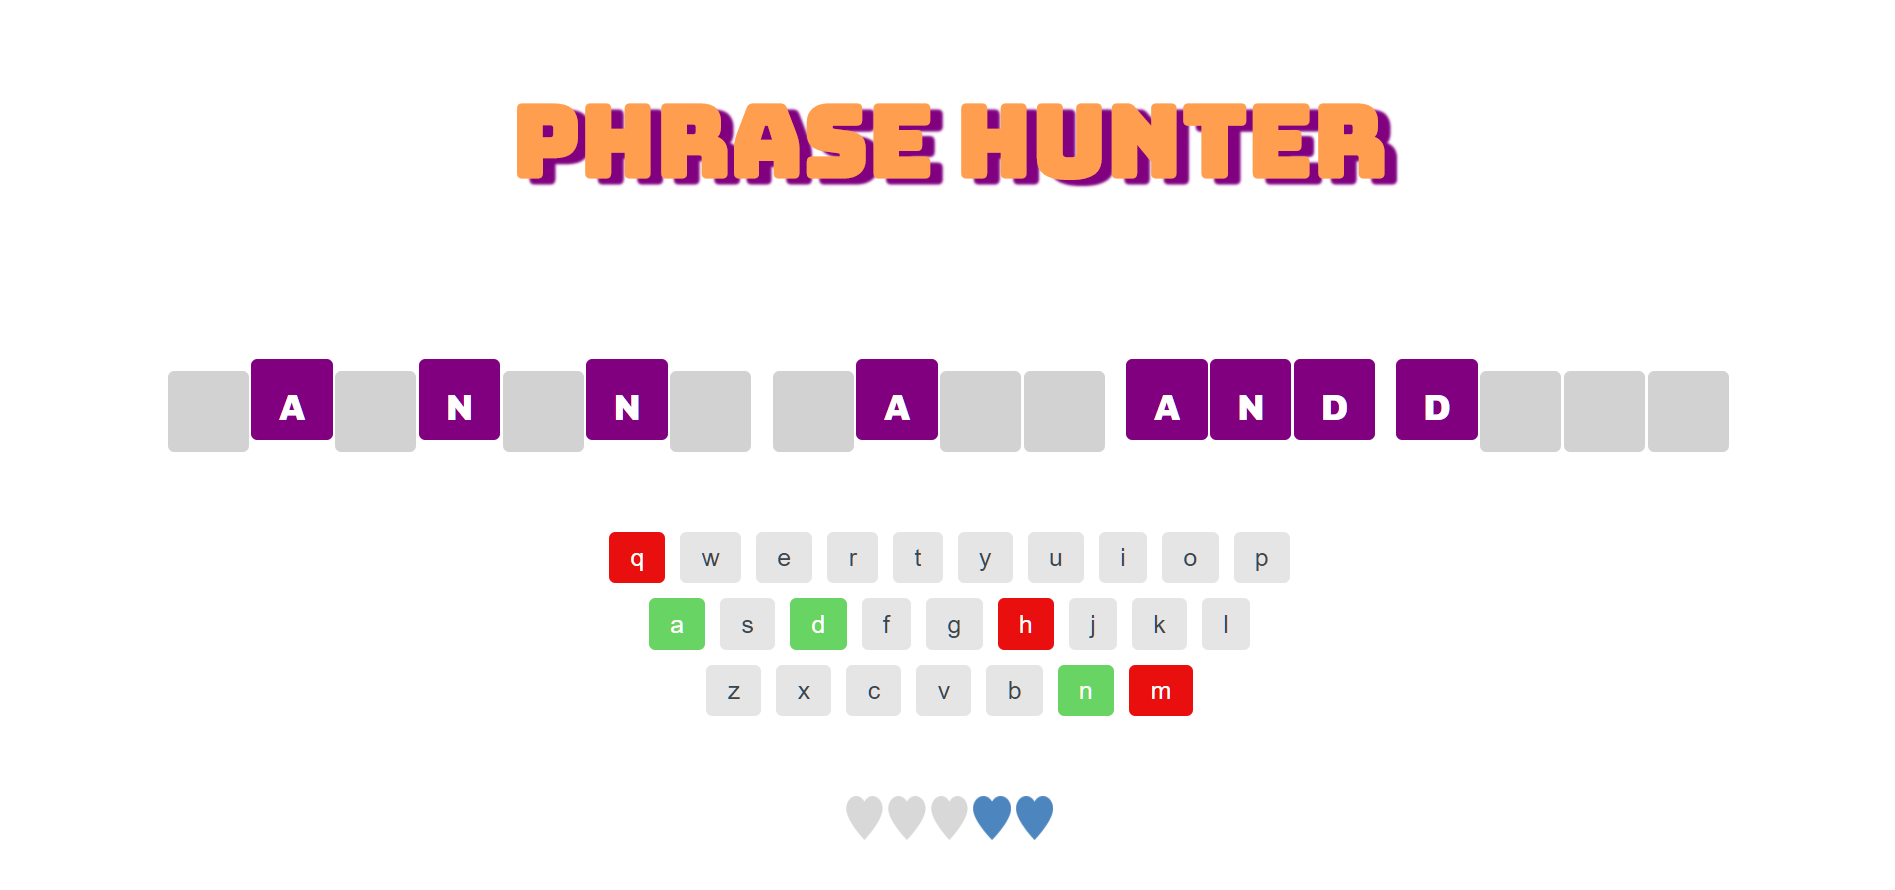 PHRASE HUNTER
A N N A AND D
q w e r t y u i o p
a s d f g h j k l
z x c v b n m